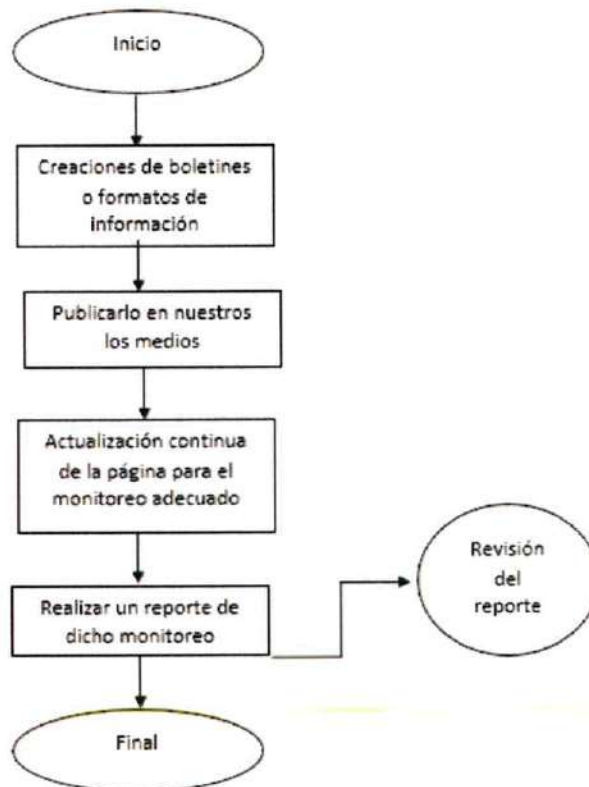 Inicio
Creaciones de boletines
o formatos de
información
Publicarlo en nuestros
los medios
Actualización continua
de la página para el
monitoreo adecuado
Realizar un reporte de
dicho monitoreo
Revisión
del
reporte
Final